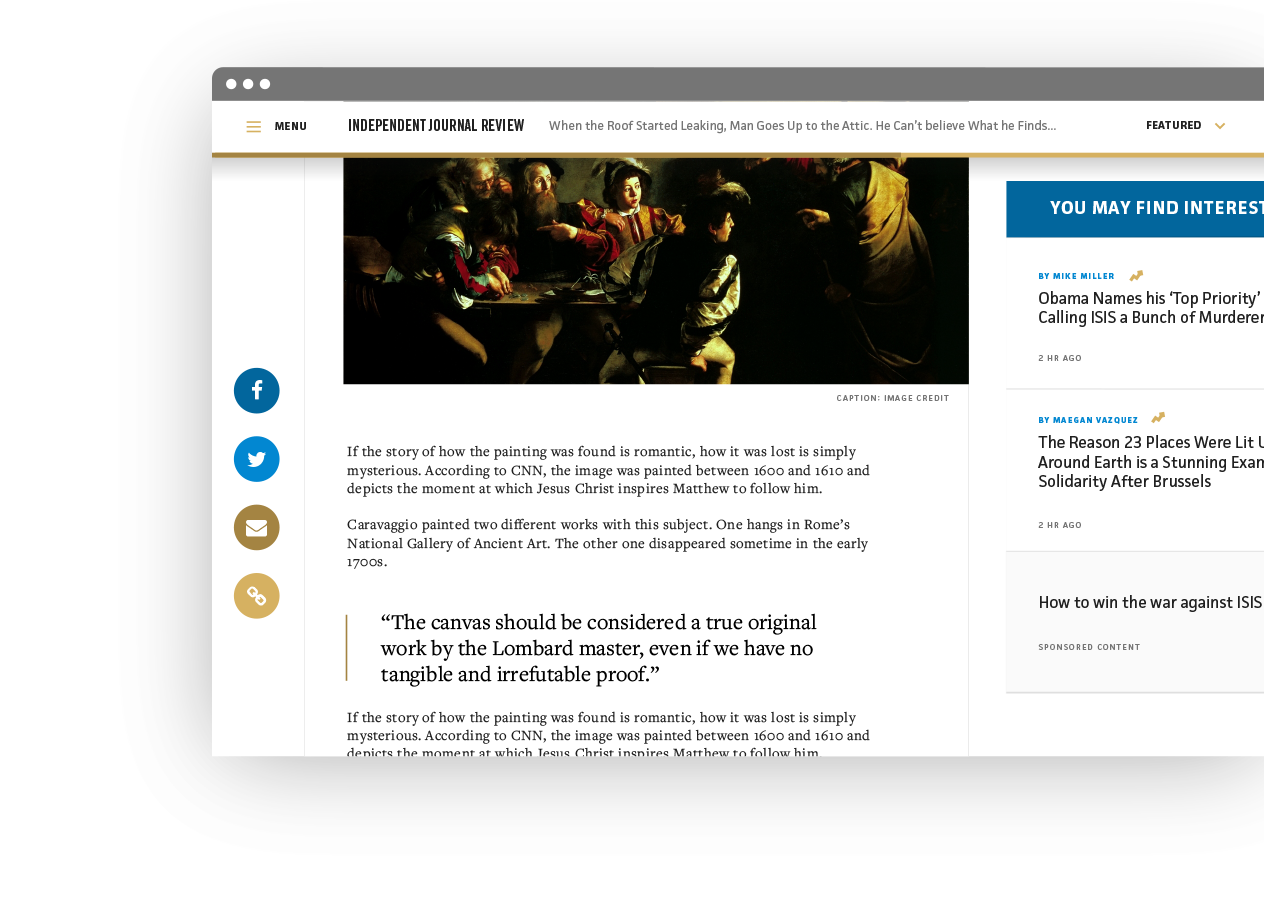 MENU
INDEPENDENT JOURNAL REVIEW
When the Roof Started Leaking, Man Goes Up to the Attic. He Can’t believe What he Finds...
FEATURED
CAPTION: IMAGE CREDIT
If the story of how the painting was found is romantic, how it was lost is simply
mysterious. According to CNN, the image was painted between 1600 and 1610 and
depicts the moment at which Jesus Christ inspires Matthew to follow him.
Caravaggio painted two different works with this subject. One hangs in Rome’s
National Gallery of Ancient Art. The other one disappeared sometime in the early
1700s.
“The canvas should be considered a true original
work by the Lombard master, even if we have no
tangible and irrefutable proof.”
If the story of how the painting was found is romantic, how it was lost is simply
mysterious. According to CNN, the image was painted between 1600 and 1610 and
depicts the moment at which Jesus Christ inspires Matthew to follow him.
YOU MAY FIND INTEREST
BY MIKE MILLER
Obama Names his ‘Top Priority’
Calling ISIS a Bunch of Murderer
2 HR AGO
BY MAEGAN VAZQUEZ
The Reason 23 Places Were Lit U
Around Earth is a Stunning Exam
Solidarity After Brussels
2 HR AGO
How to win the war against ISIS
SPONSORED CONTENT